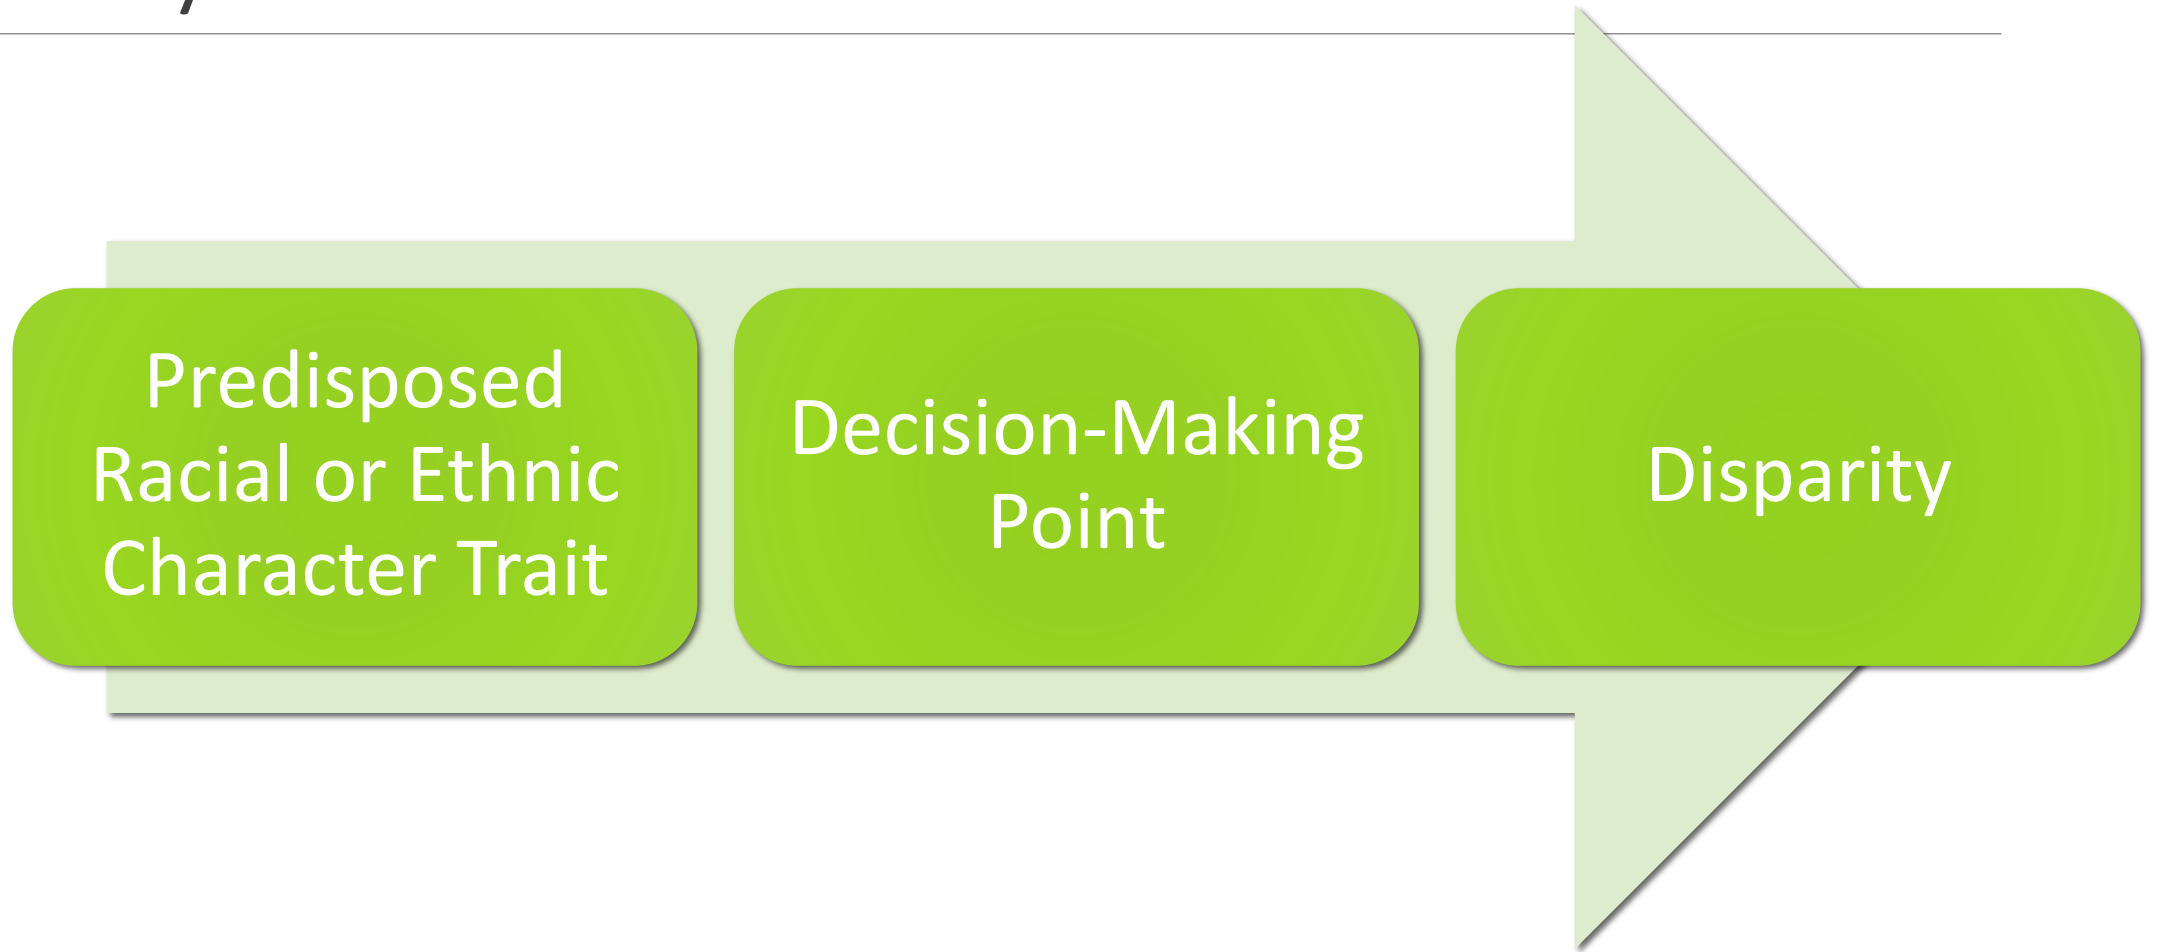 Predisposed
Racial or Ethnic
Character Trait
Decision-Making
Point
Disparity